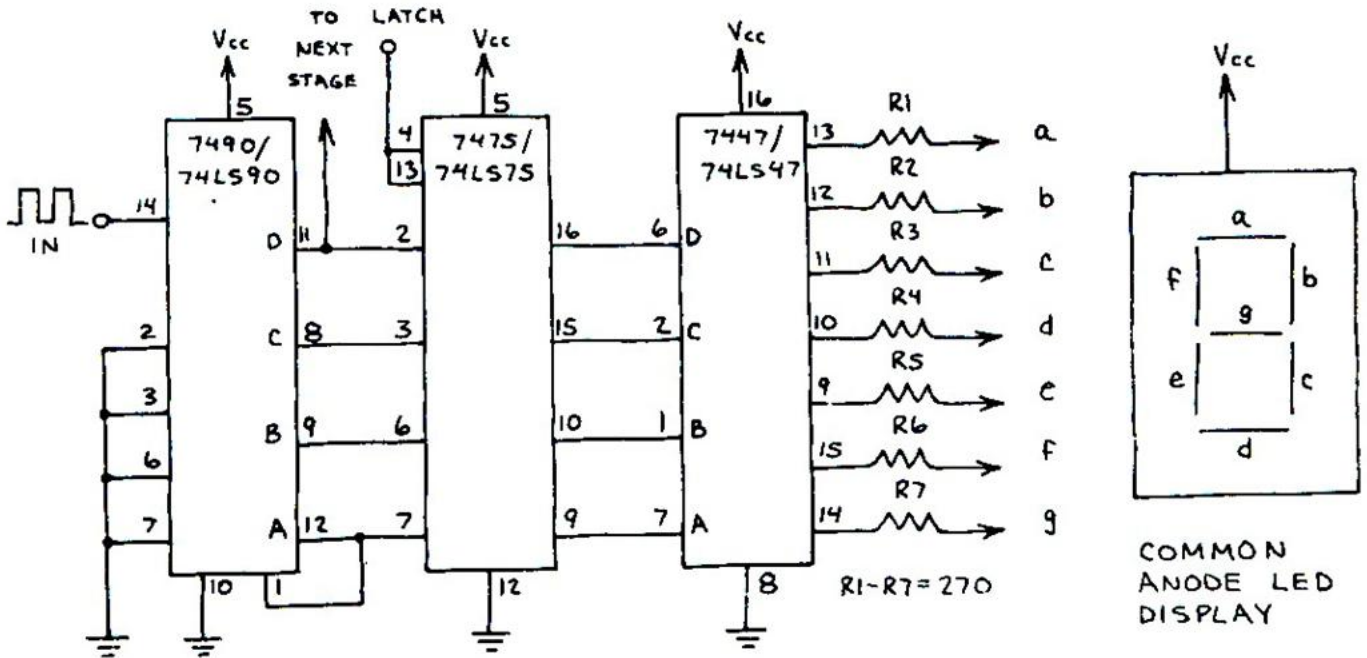 TO LATCH
NEXT
STAGE
Vcc
Vcc
Vcc
Vcc
5
5
16
7490/
74LS90
7475/
74LS75
7447/
74LS47
4
13
14
IN
D 11
2
16
6 D
2
C 8
3
15
2 C
3
B 9
6
10
1 B
6
7
A 12
7
9
7 A
10
1
12
8
13 R1 a
12 R2 b
11 R3 c
10 R4 d
9 R5 e
15 R6 f
14 R7 g
R1-R7=270
a
f
b
g
e
c
d
COMMON
ANODE LED
DISPLAY